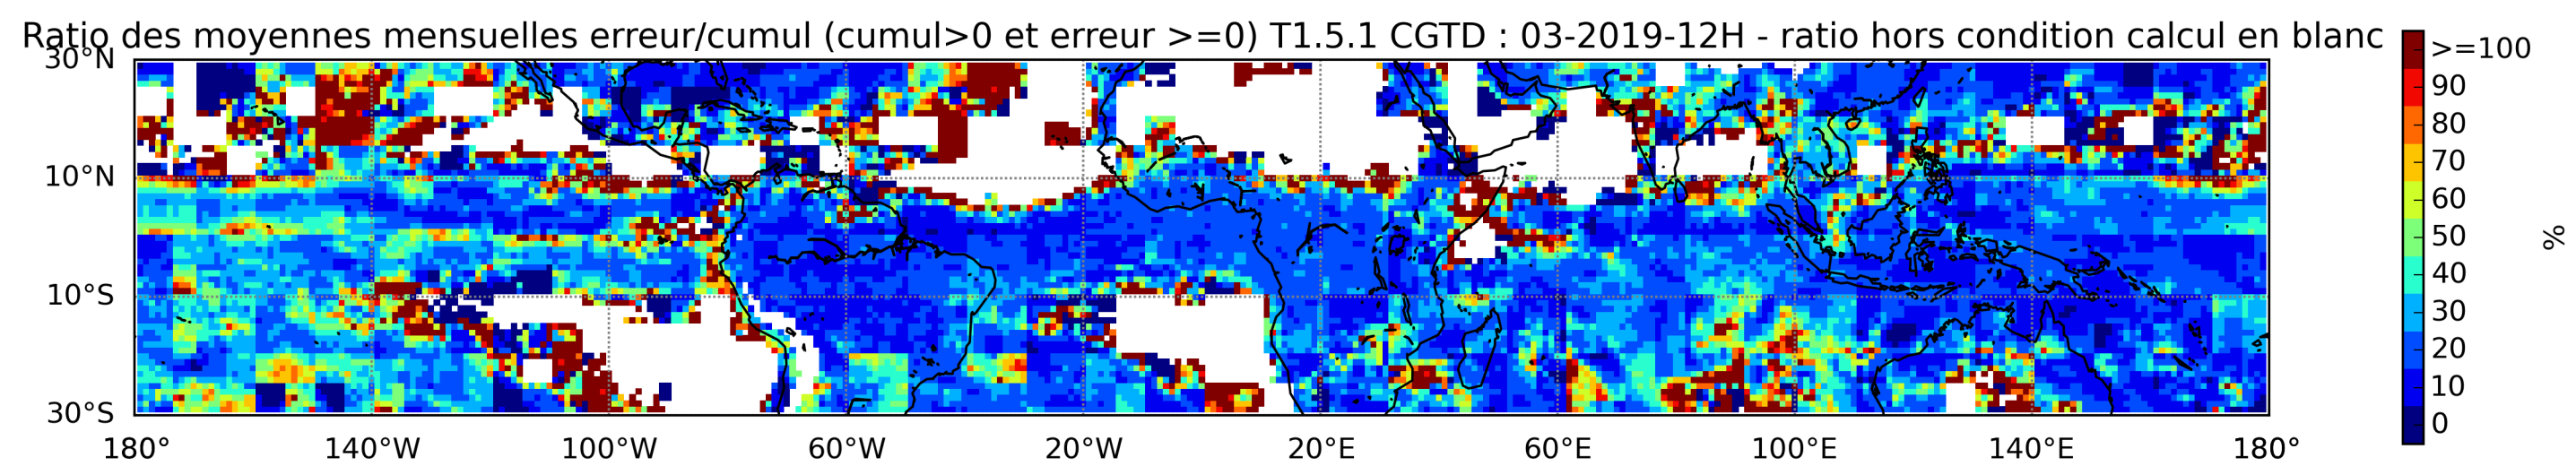 Ratio des moyennes mensuelles erreur/cumul (cumul>0 et erreur >=0) T1.5.1 CGTD : 03-2019-12H - ratio hors condition calcul en blanc
30°N
10°N
10°S
30°S
180°
140°W
100°W
60°W
20°W
20°E
60°E
100°E
140°E
180°
>=100
90
80
70
60
50
40
30
20
10
0
%